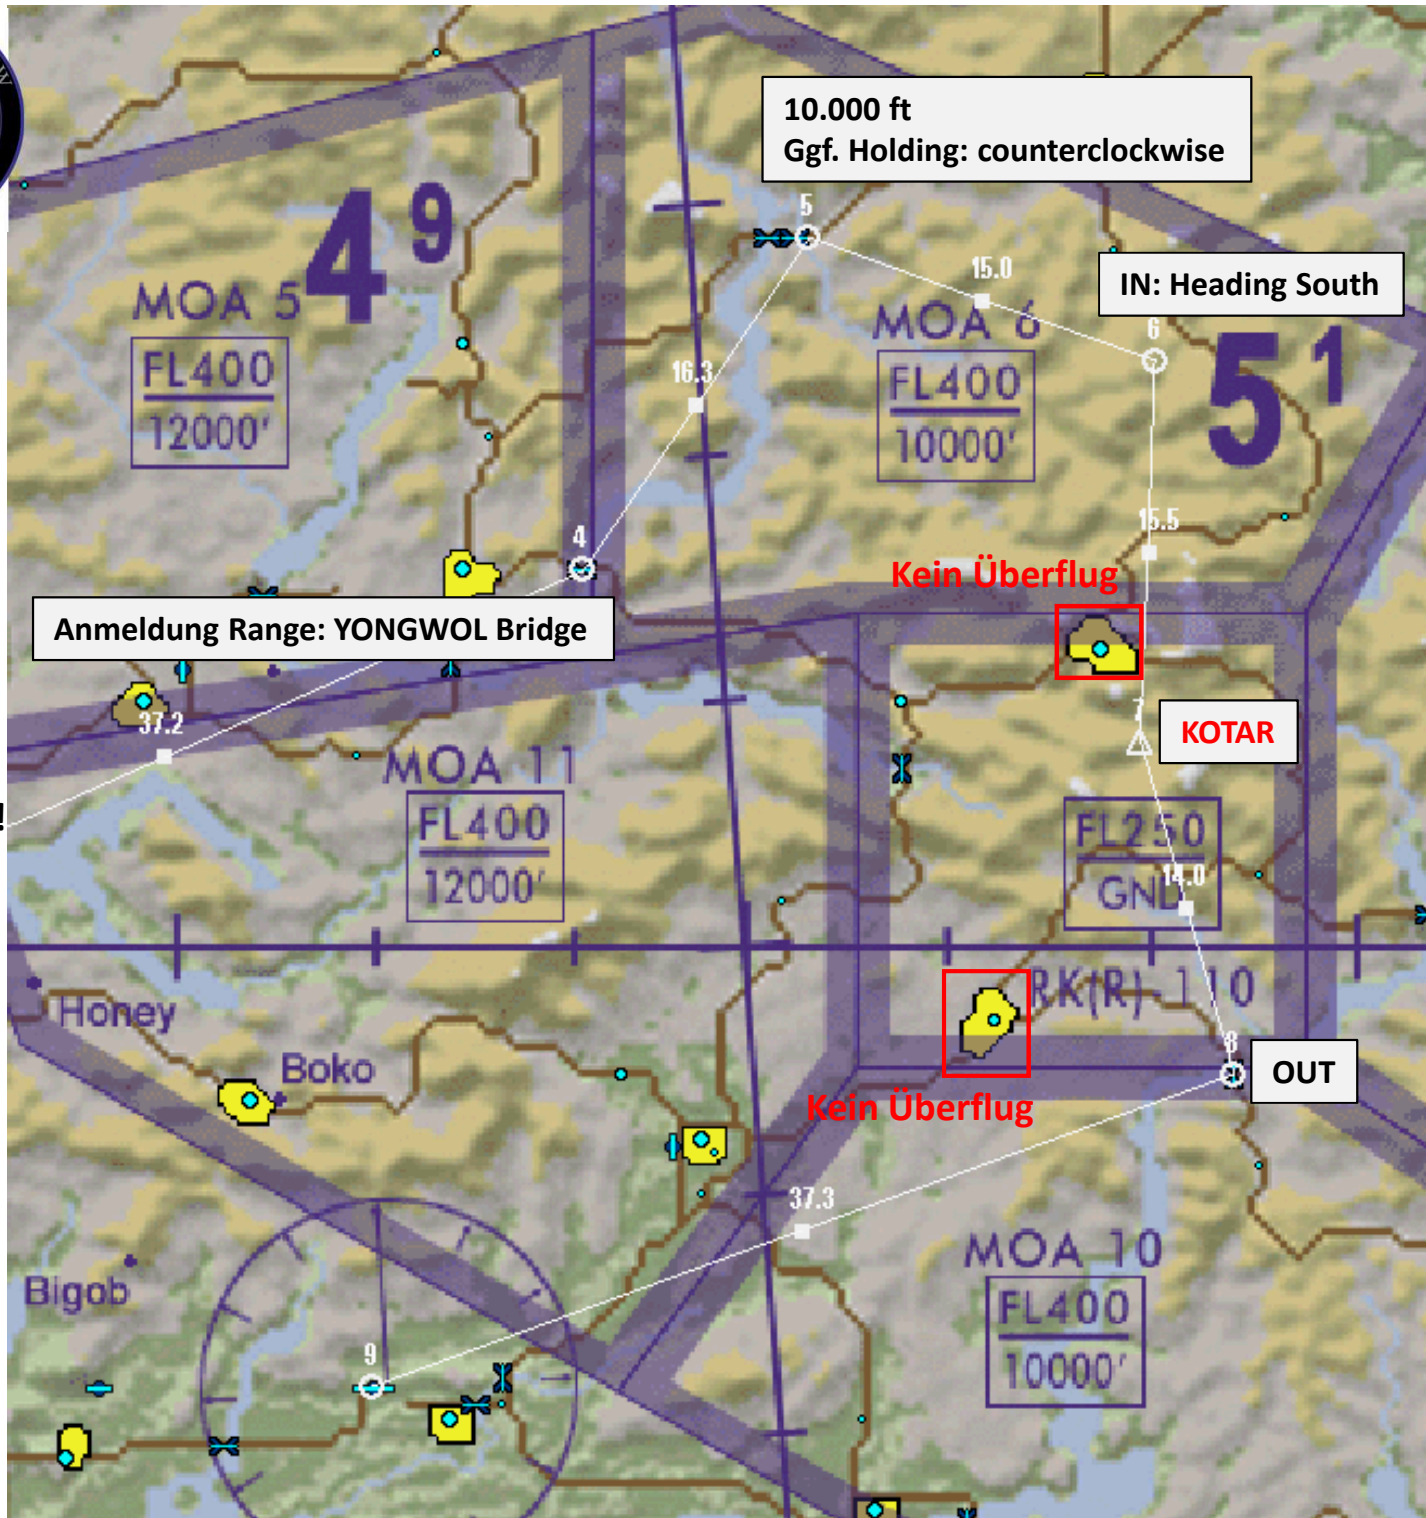 W
10.000 ft
Ggf. Holding: counterclockwise
4 9
5
15.0
IN: Heading South
MOA 5
FL400
12000'
MOA 6
FL400
10000'
6
5 1
16.3
15.5
4
Kein Überflug
Anmeldung Range: YONGWOL Bridge
37.2
7
KOTAR
!
MOA 11
FL400
12000'
FL250
GND
14.0
RK(R)-110
Honey
Boko
8
OUT
Kein Überflug
37.3
MOA 10
FL400
10000'
Bigob
9